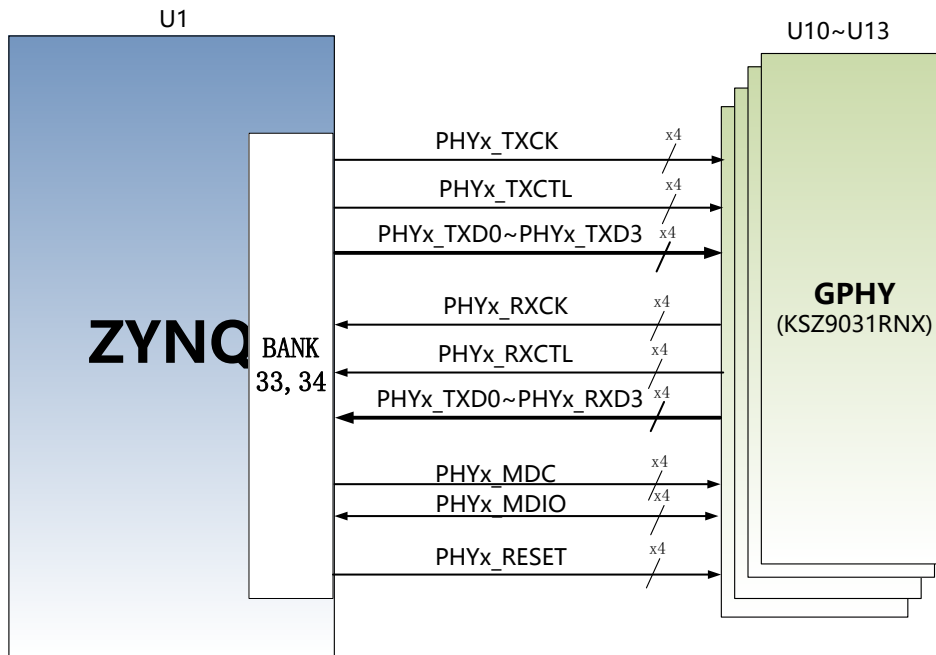 U1
U10~U13
PHYx_TXCK
x4
PHYx_TXCTL
x4
PHYx_TXD0~PHYx_TXD3
x4
PHYx_RXCK
x4
PHYx_RXCTL
x4
PHYx_TXD0~PHYx_RXD3
x4
PHYx_MDC
x4
PHYx_MDIO
x4
PHYx_RESET
x4
ZYNQ
BANK
33, 34
GPHY
(KSZ9031RNX)